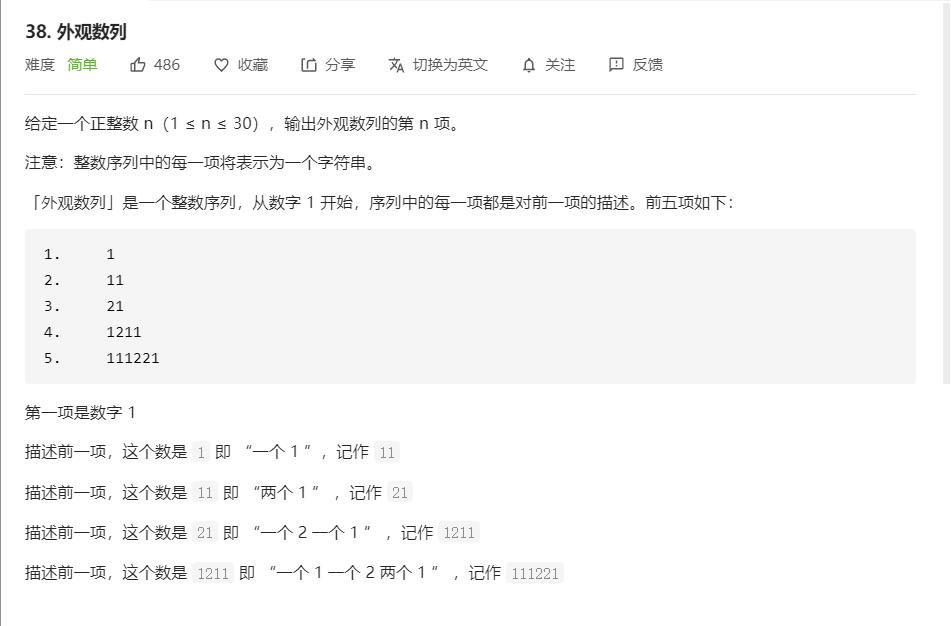 38. 外观数列
难度 简单 486 收藏 分享 切换为英文 关注 反馈
给定一个正整数 n（1 ≤ n ≤ 30），输出外观数列的第 n 项。
注意：整数序列中的每一项将表示为一个字符串。
「外观数列」是一个整数序列，从数字 1 开始，序列中的每一项都是对前一项的描述。前五项如下：
1. 1
2. 11
3. 21
4. 1211
5. 111221
第一项是数字 1
描述前一项，这个数是 1 即 “一个 1 ”，记作 11
描述前一项，这个数是 11 即 “两个 1 ” ，记作 21
描述前一项，这个数是 21 即 “一个 2 一个 1 ” ，记作 1211
描述前一项，这个数是 1211 即 “一个 1 一个 2 两个 1 ” ，记作 111221